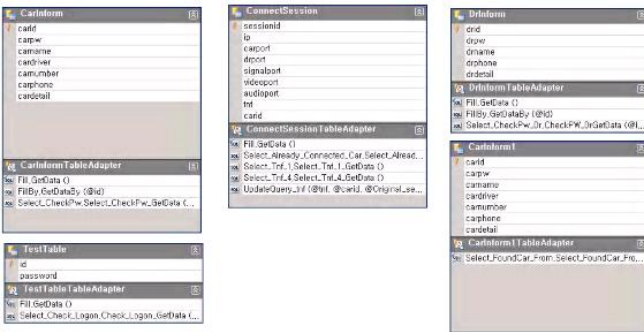 CarInform
carid
carpw
carname
cardriver
carnumber
carphone
cardetail
CarInformTableAdapter
Fill,GetData ()
FillBy,GetDataBy (@id)
Select_CheckPw,Select_CheckPw_GetData (...
TestTable
id
password
TestTableTableAdapter
Fill,GetData ()
Select_Check_Logon,Check_Logon_GetData (...
ConnectSession
sessionid
ip
carport
drport
signalport
videoport
audioport
tnf
carid
ConnectSessionTableAdapter
Fill,GetData ()
Select_Already_Connected_Car,Select_Alread...
Select_Tnf_1,Select_Tnf_1_GetData ()
Select_Tnf_4,Select_Tnf_4_GetData ()
UpdateQuery_tnf (@tnf, @carid, @Original_se...
DrInform
drid
drpw
drname
drphone
drdetail
DrInformTableAdapter
Fill,GetData ()
FillBy,GetDataBy (@id)
Select_CheckPw_Dr,CheckPW_DrGetData (@i...
CarInform1
carid
carpw
carname
cardriver
carnumber
carphone
cardetail
CarInform1TableAdapter
Select_FoundCar_From,Select_FoundCar_Fro...